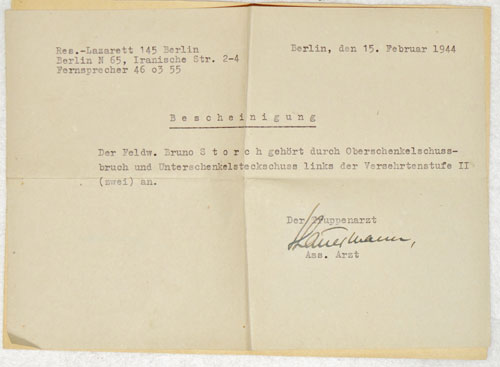 Res.-Lazarett 145 Berlin
Berlin N 65, Iranische Str. 2-4
Fernsprecher 46 o3 55
Berlin, den 15. Februar 1944
B e s c h e i n i g u n g
Der Feldw. Bruno S t o r c h gehört durch Oberschenkelschuss-
bruch und Unterschenkelsteckschuss links der Versehrtenstufe II
(zwei) an.
Der Truppenarzt
Ass. Arzt